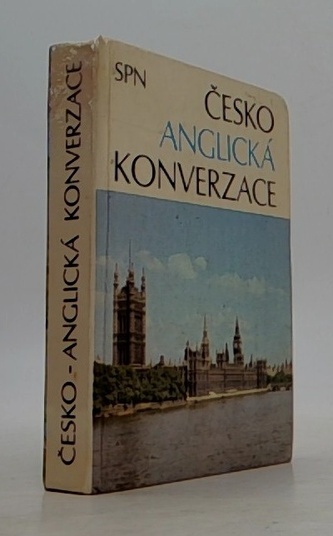 SPN
ČESKO
ANGLICKÁ
KONVERZACE
ČESKO - ANGLICKÁ KONVERZACE